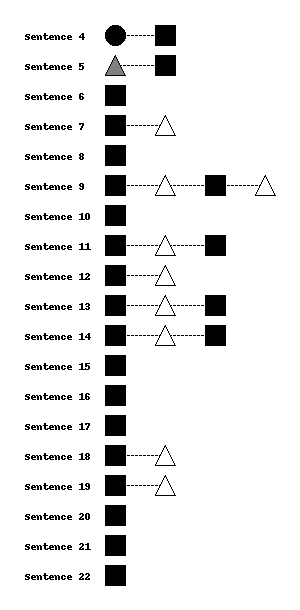 Sentence 4
Sentence 5
Sentence 6
Sentence 7
Sentence 8
Sentence 9
Sentence 10
Sentence 11
Sentence 12
Sentence 13
Sentence 14
Sentence 15
Sentence 16
Sentence 17
Sentence 18
Sentence 19
Sentence 20
Sentence 21
Sentence 22